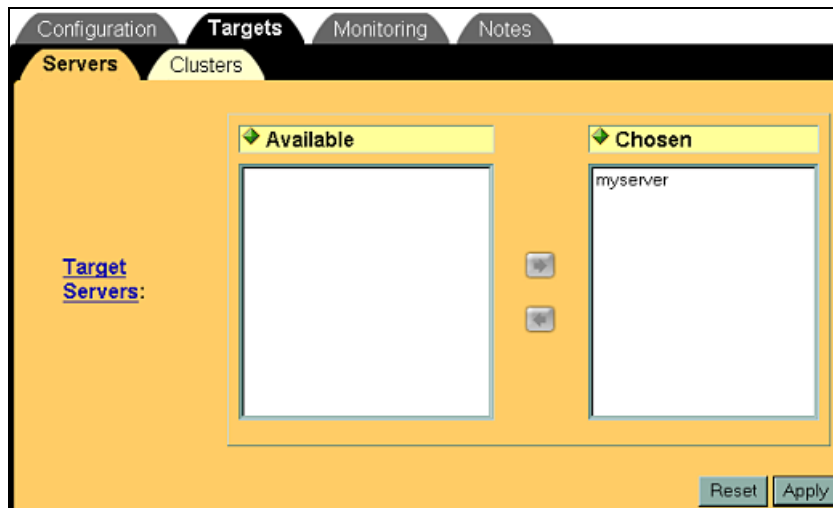 Configuration Targets Monitoring Notes
Servers Clusters
Available Chosen
myserver
Target
Servers:
Reset Apply